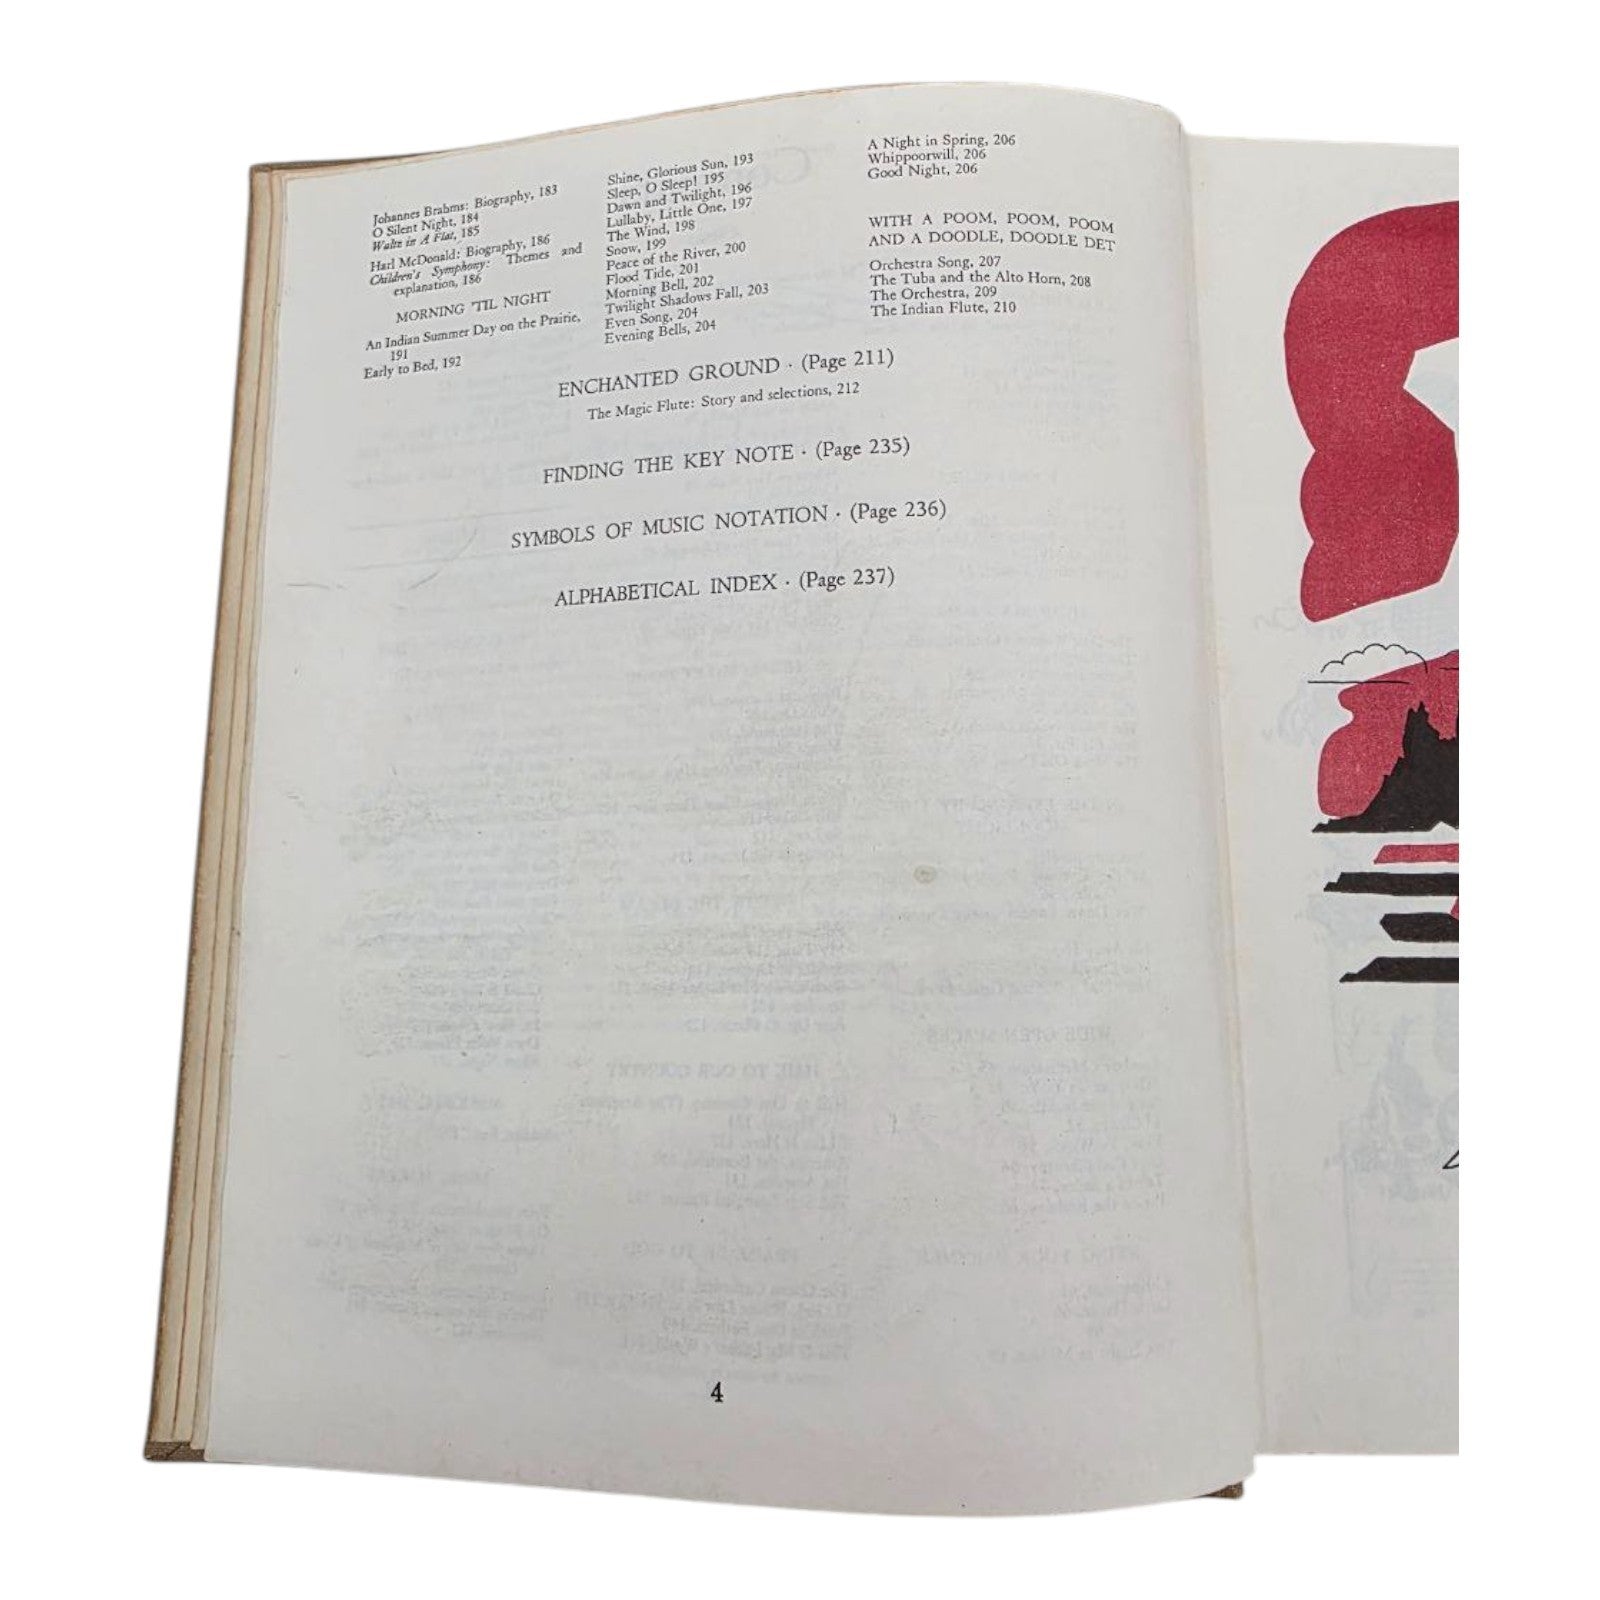 Johannes Brahms: Biography, 183
O Silent Night, 184
Waltz in A Flat, 185
Harl McDonald: Biography, 186
Children's Symphony: Themes and
explanation, 186
MORNING 'TIL NIGHT
An Indian Summer Day on the Prairie,
191
Early to Bed, 192
Shine, Glorious Sun, 193
Sleep, O Sleep! 195
Dawn and Twilight, 196
Lullaby, Little One, 197
The Wind, 198
Snow, 199
Peace of the River, 200
Flood Tide, 201
Morning Bell, 202
Twilight Shadows Fall, 203
Even Song, 204
Evening Bells, 204
A Night in Spring, 206
Whippoorwill, 206
Good Night, 206
WITH A POOM, POOM, POOM
AND A DOODLE, DOODLE DET
Orchestra Song, 207
The Tuba and the Alto Horn, 208
The Orchestra, 209
The Indian Flute, 210
ENCHANTED GROUND · (Page 211)
The Magic Flute: Story and selections, 212
FINDING THE KEY NOTE · (Page 235)
SYMBOLS OF MUSIC NOTATION · (Page 236)
ALPHABETICAL INDEX · (Page 237)
4